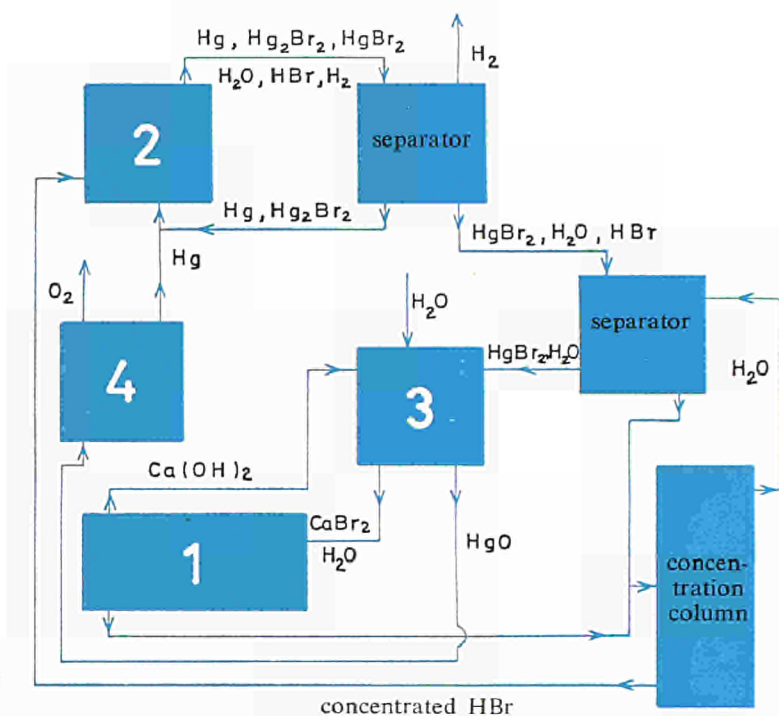 Hg, Hg₂Br₂, HgBr₂
H₂O, HBr, H₂
H₂
2
separator
Hg, Hg₂Br₂
HgBr₂, H₂O, HBr
Hg
O₂
H₂O
separator
HgBr₂,H₂O
H₂O
4
3
Ca(OH)₂
CaBr₂
H₂O
HgO
1
concen-
tration
column
concentrated HBr